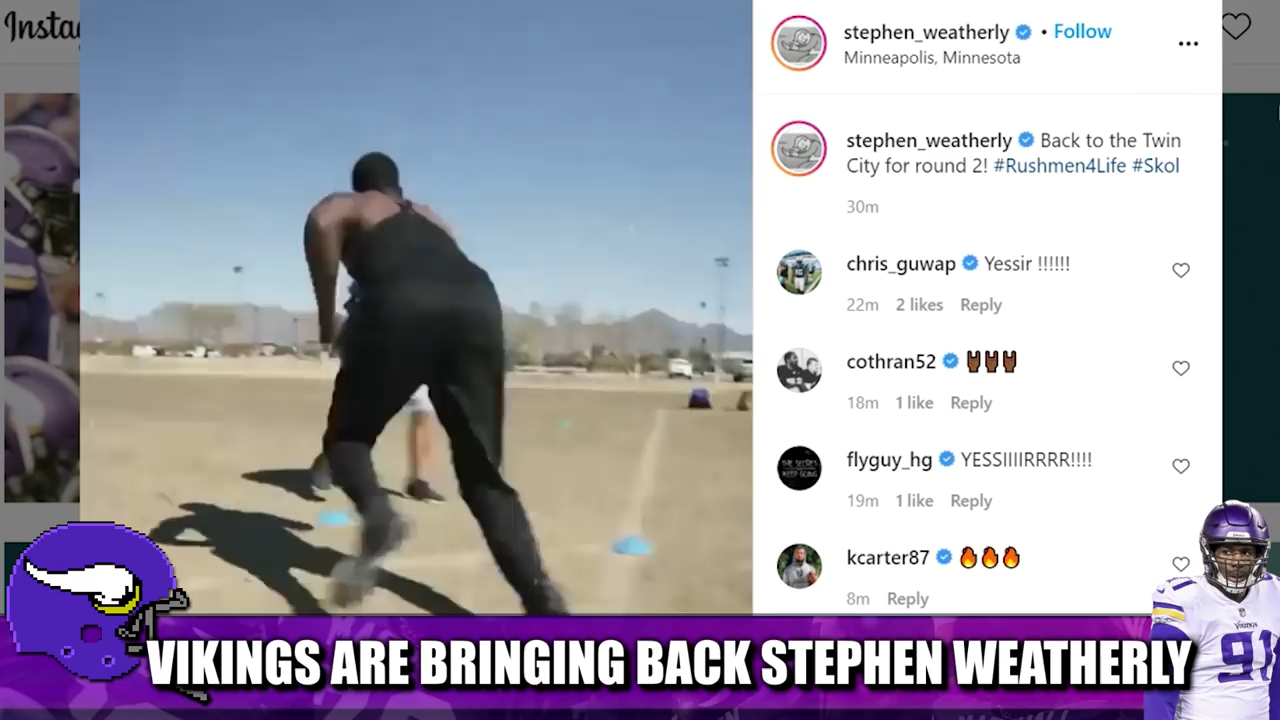 Insta
stephen_weatherly • Follow
Minneapolis, Minnesota
stephen_weatherly Back to the Twin
City for round 2! #Rushmen4Life #Skol
30m
chris_guwap Yessir !!!!!!
22m 2 likes Reply
cothran52 🤘🏿🤘🏿🤘🏿
18m 1 like Reply
flyguy_hg YESSIIIIRRRR!!!!
19m 1 like Reply
kcarter87 🔥🔥🔥
8m Reply
VIKINGS
91
VIKINGS ARE BRINGING BACK STEPHEN WEATHERLY